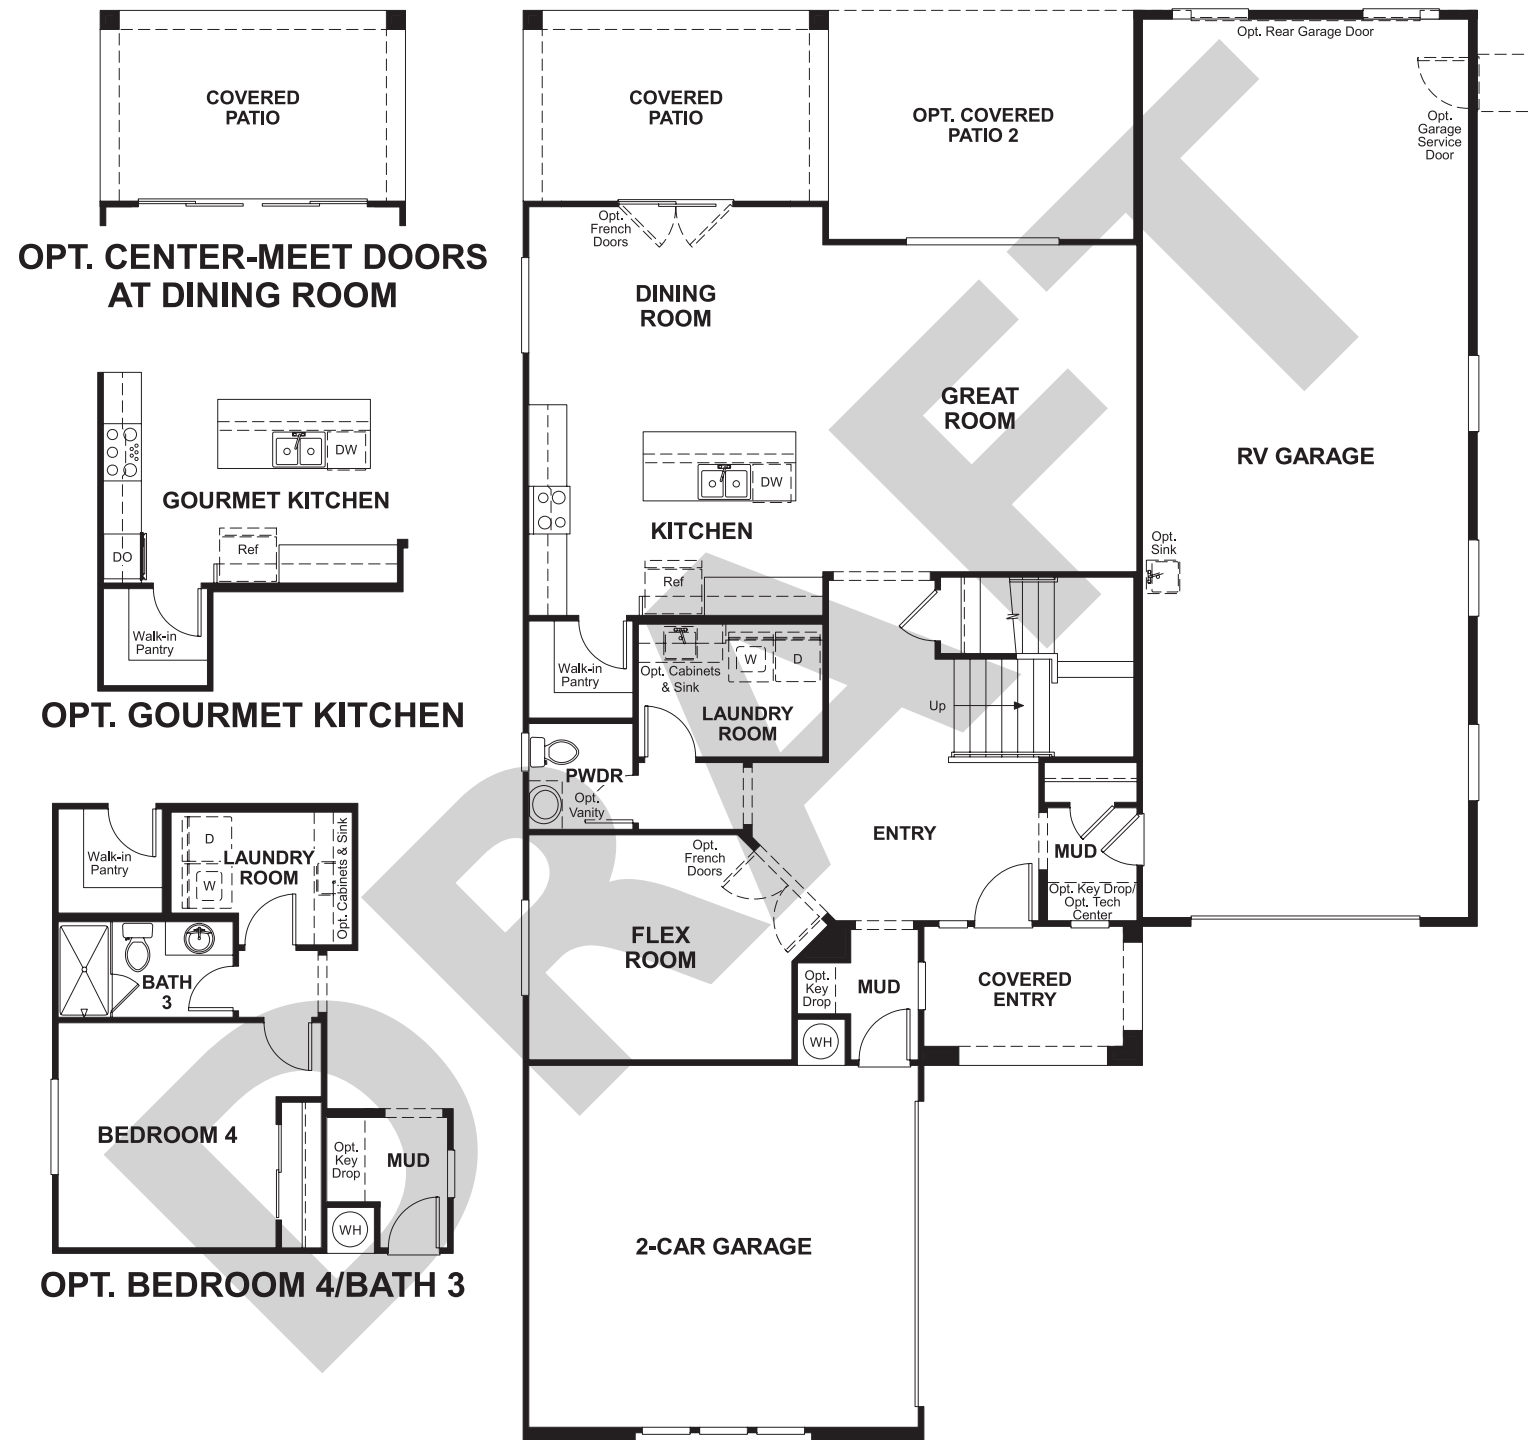 COVERED
PATIO
OPT. CENTER-MEET DOORS
AT DINING ROOM
DW
GOURMET KITCHEN
DO
Ref
Walk-in
Pantry
OPT. GOURMET KITCHEN
Walk-in
Pantry
D
W
LAUNDRY
ROOM
Opt. Cabinets & Sink
BATH
3
BEDROOM 4
Opt.
Key
Drop
MUD
WH
OPT. BEDROOM 4/BATH 3
COVERED
PATIO
OPT. COVERED
PATIO 2
Opt. Rear Garage Door
Opt.
Garage
Service
Door
Opt.
French
Doors
DINING
ROOM
GREAT
ROOM
RV GARAGE
DW
KITCHEN
Ref
Opt.
Sink
Walk-in
Pantry
Opt. Cabinets
& Sink
W
D
LAUNDRY
ROOM
Up
PWDR
Opt.
Vanity
ENTRY
MUD
Opt. Key Drop/
Opt. Tech
Center
Opt.
French
Doors
FLEX
ROOM
Opt.
Key
Drop
MUD
WH
COVERED
ENTRY
2-CAR GARAGE
DRAFT